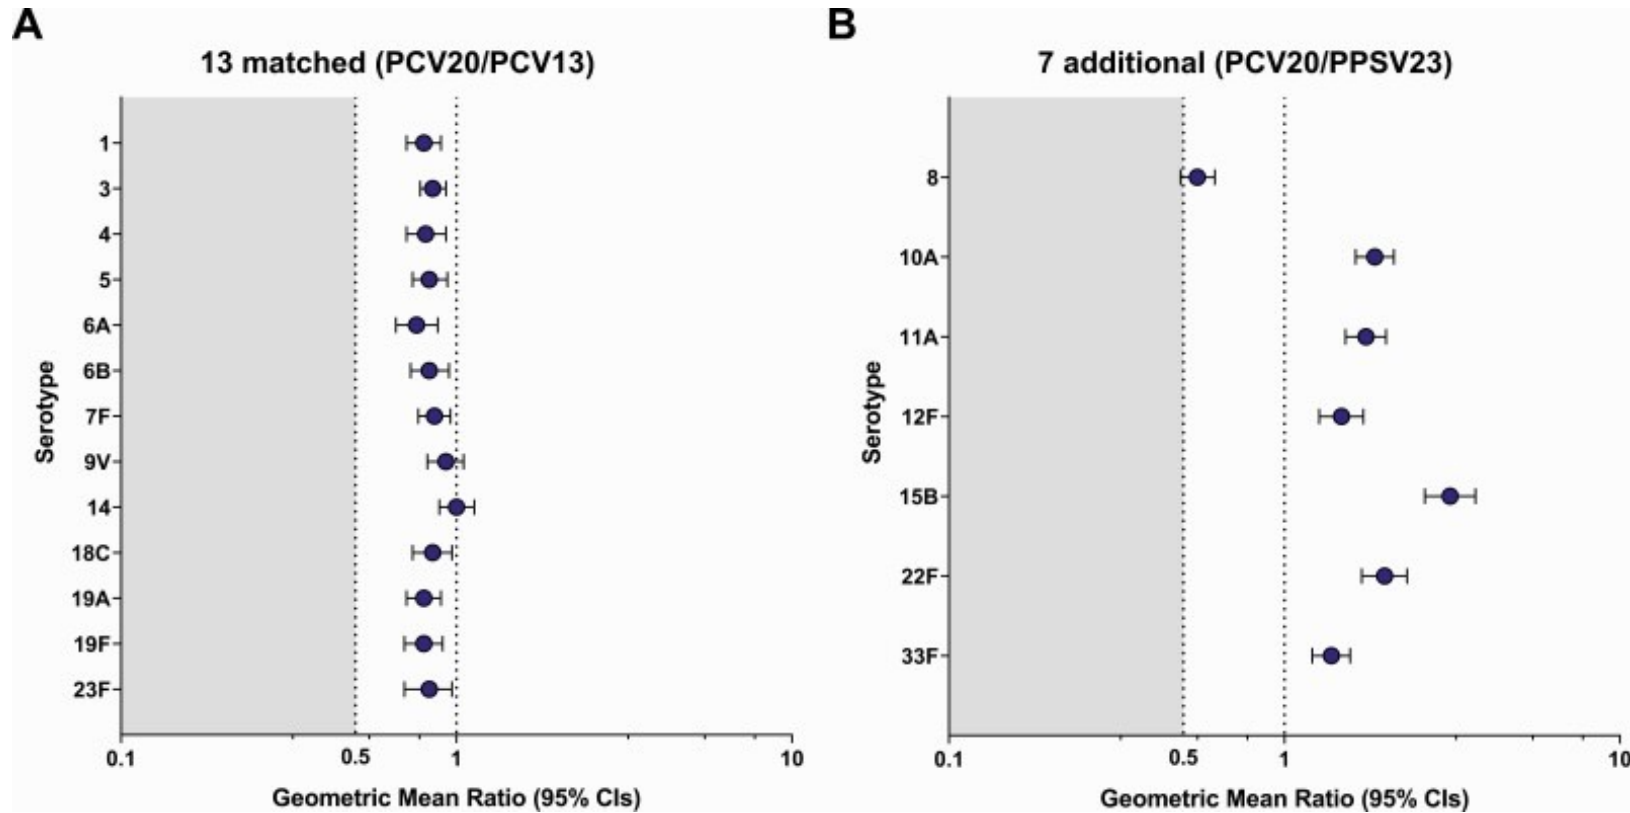 A
13 matched (PCV20/PCV13)
Serotype
1
3
4
5
6A
6B
7F
9V
14
18C
19A
19F
23F
0.1 0.5 1 10
Geometric Mean Ratio (95% CIs)
B
7 additional (PCV20/PPSV23)
Serotype
8
10A
11A
12F
15B
22F
33F
0.1 0.5 1 10
Geometric Mean Ratio (95% CIs)